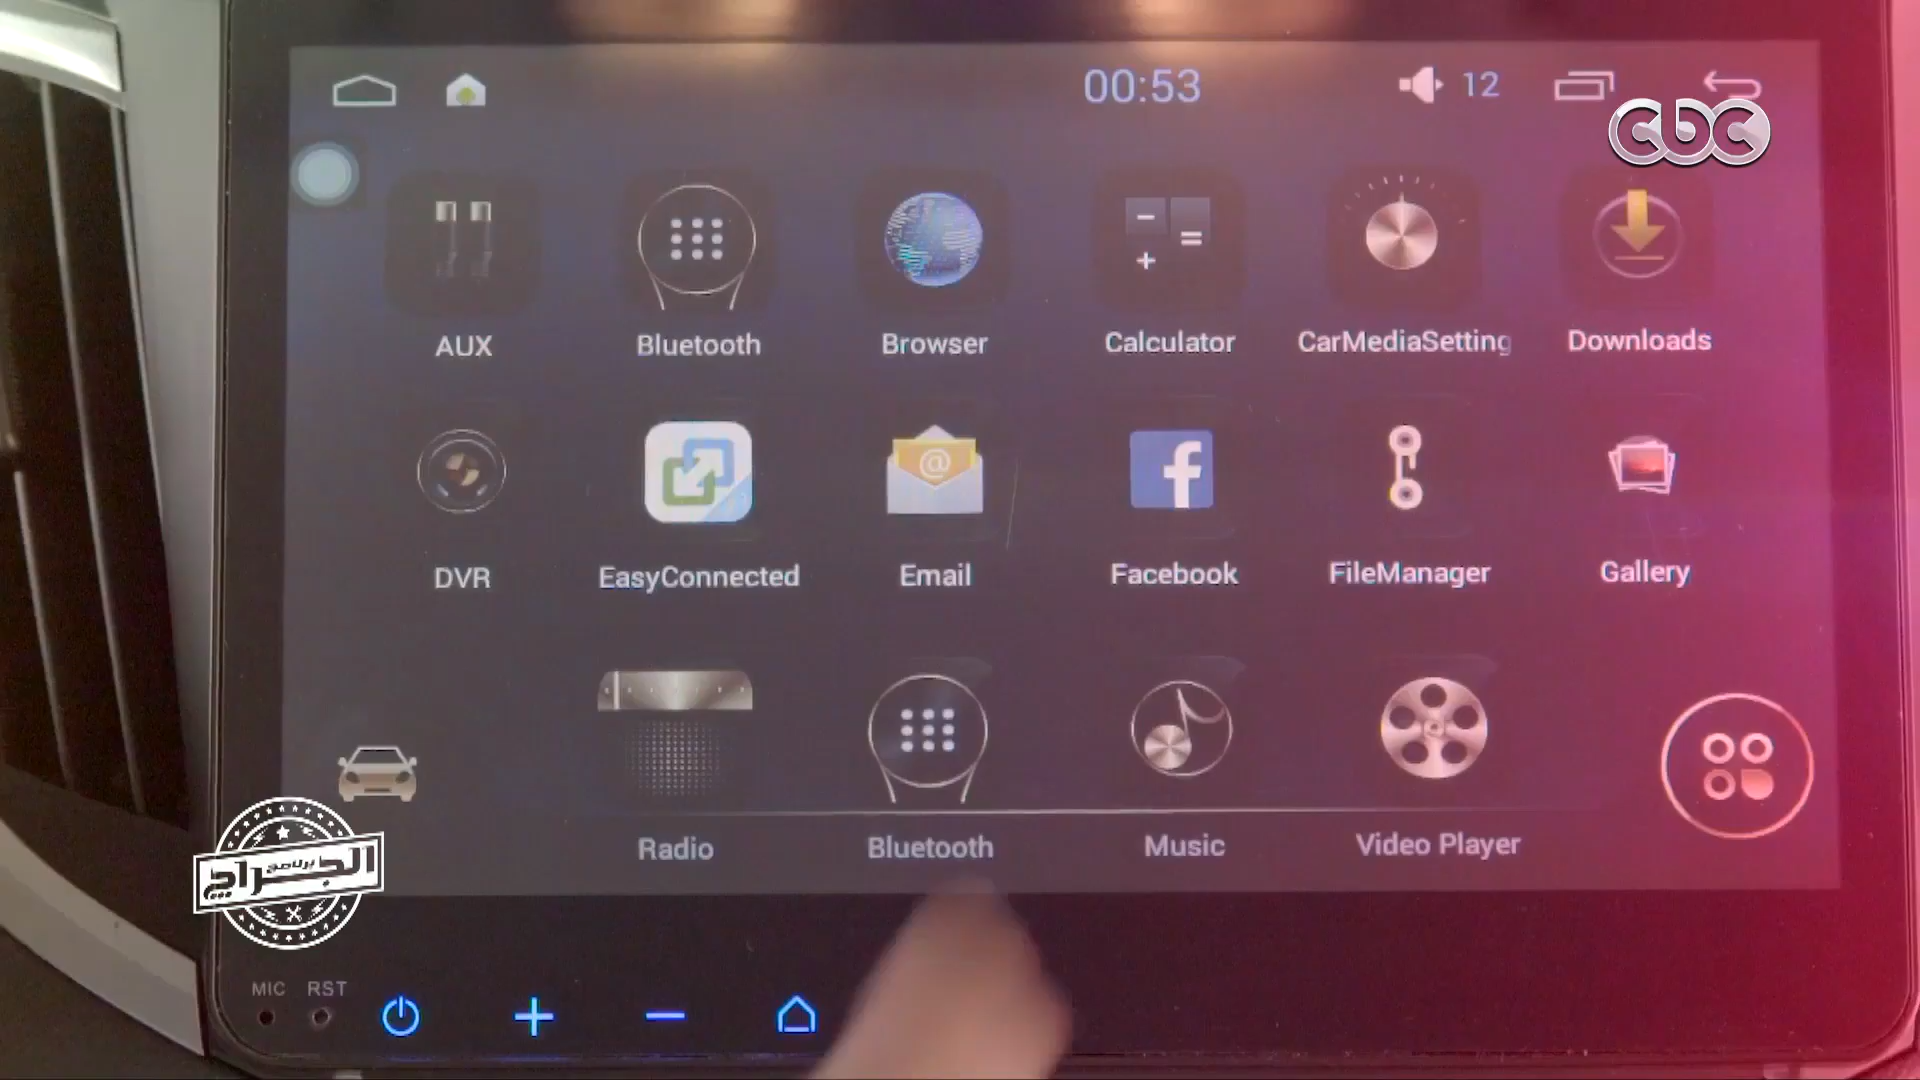 00:53
12
cbc
AUX
Bluetooth
Browser
Calculator
CarMediaSetting
Downloads
DVR
EasyConnected
Email
Facebook
FileManager
Gallery
Radio
Bluetooth
Music
Video Player
برنامج
الجراج
MIC
RST